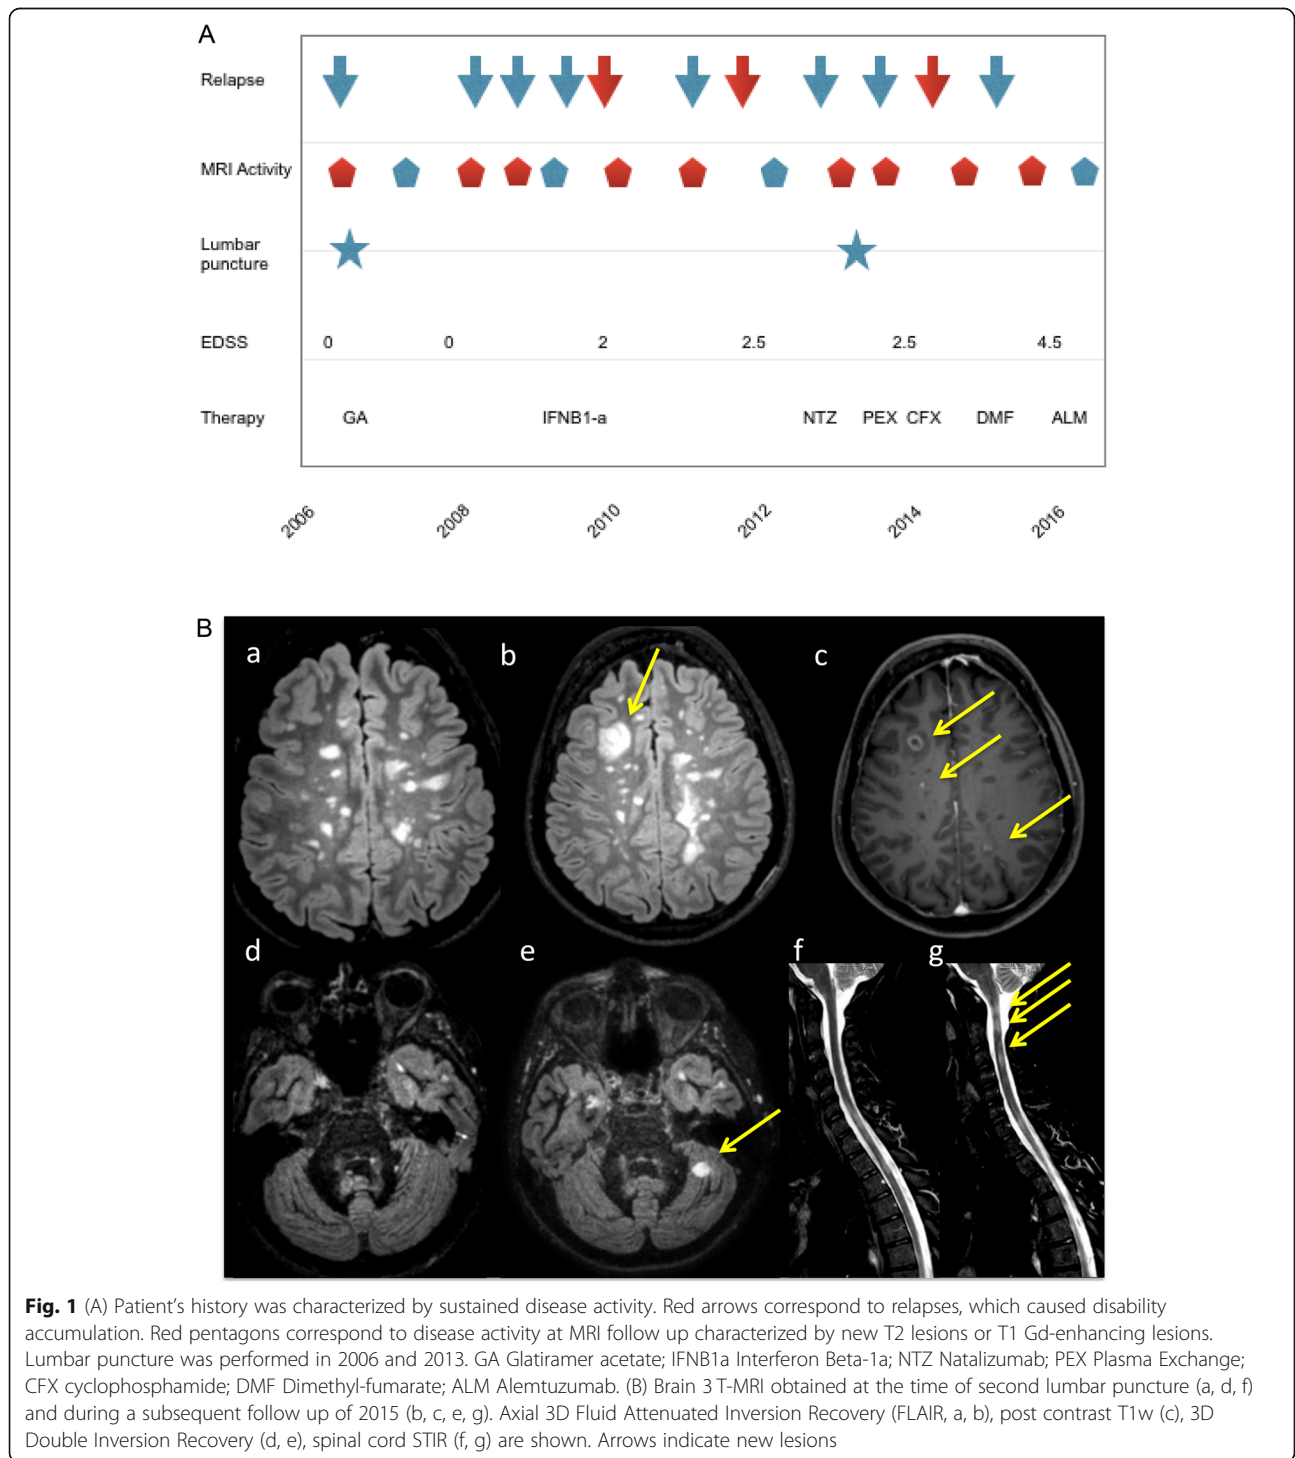 A
Relapse
MRI Activity
Lumbar
puncture
EDSS 0 0 2 2.5 2.5 4.5
Therapy GA IFNB1-a NTZ PEX CFX DMF ALM
2006 2008 2010 2012 2014 2016
B
a b c
d e f g
Fig. 1 (A) Patient's history was characterized by sustained disease activity. Red arrows correspond to relapses, which caused disability
accumulation. Red pentagons correspond to disease activity at MRI follow up characterized by new T2 lesions or T1 Gd-enhancing lesions.
Lumbar puncture was performed in 2006 and 2013. GA Glatiramer acetate; IFNB1a Interferon Beta-1a; NTZ Natalizumab; PEX Plasma Exchange;
CFX cyclophosphamide; DMF Dimethyl-fumarate; ALM Alemtuzumab. (B) Brain 3 T-MRI obtained at the time of second lumbar puncture (a, d, f)
and during a subsequent follow up of 2015 (b, c, e, g). Axial 3D Fluid Attenuated Inversion Recovery (FLAIR, a, b), post contrast T1w (c), 3D
Double Inversion Recovery (d, e), spinal cord STIR (f, g) are shown. Arrows indicate new lesions